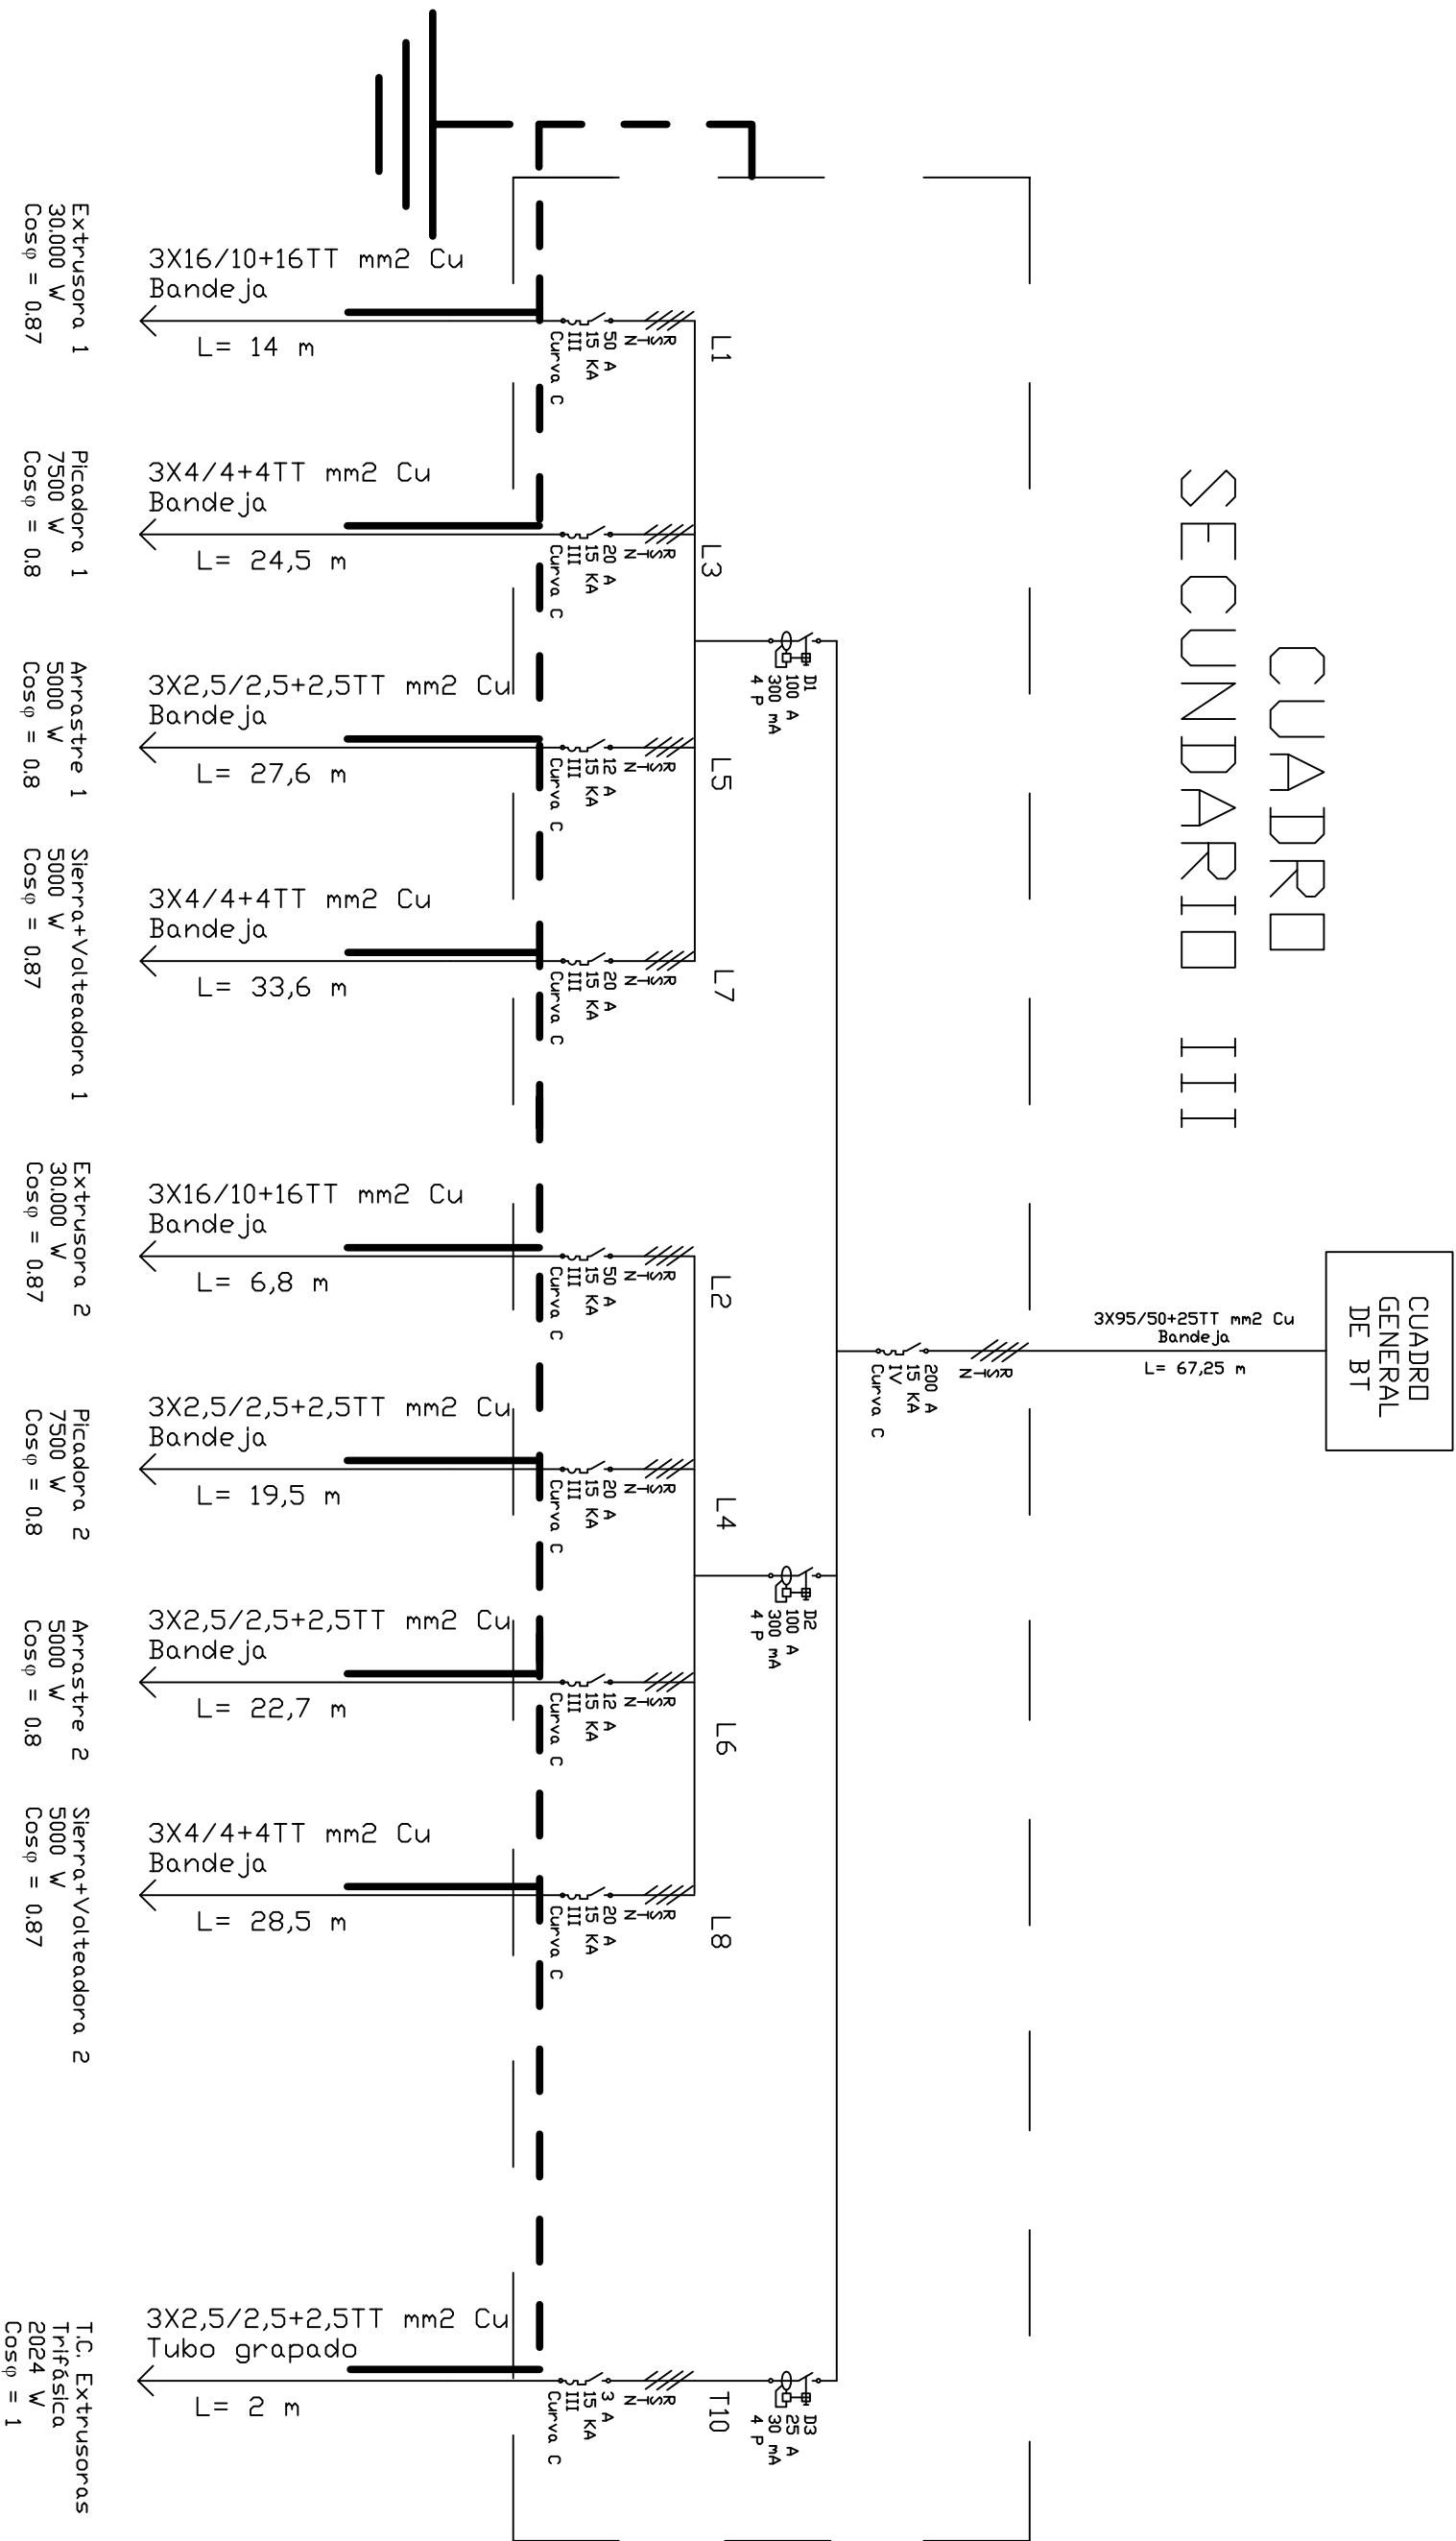 CUADRO
SECUNDARIO III
CUADRO
GENERAL
DE BT
3X95/50+25TT mm2 Cu
Bandeja
L= 67,25 m
RSTN
200 A
15 KA
IV
Curva C
D1
100 A
300 mA
4 P
D2
100 A
300 mA
4 P
D3
25 A
30 mA
4 P
L1
RSTN
50 A
15 KA
III
Curva C
3X16/10+16TT mm2 Cu
Bandeja
L= 14 m
Extrusora 1
30.000 W
Cosφ = 0.87
L3
RSTN
20 A
15 KA
III
Curva C
3X4/4+4TT mm2 Cu
Bandeja
L= 24,5 m
Picadora 1
7500 W
Cosφ = 0.8
L5
RSTN
12 A
15 KA
III
Curva C
3X2,5/2,5+2,5TT mm2 Cu
Bandeja
L= 27,6 m
Arrastre 1
5000 W
Cosφ = 0.8
L7
RSTN
20 A
15 KA
III
Curva C
3X4/4+4TT mm2 Cu
Bandeja
L= 33,6 m
Sierra+Volteadora 1
5000 W
Cosφ = 0.87
L2
RSTN
50 A
15 KA
III
Curva C
3X16/10+16TT mm2 Cu
Bandeja
L= 6,8 m
Extrusora 2
30.000 W
Cosφ = 0.87
L4
RSTN
20 A
15 KA
III
Curva C
3X2,5/2,5+2,5TT mm2 Cu
Bandeja
L= 19,5 m
Picadora 2
7500 W
Cosφ = 0.8
L6
RSTN
12 A
15 KA
III
Curva C
3X2,5/2,5+2,5TT mm2 Cu
Bandeja
L= 22,7 m
Arrastre 2
5000 W
Cosφ = 0.8
L8
RSTN
20 A
15 KA
III
Curva C
3X4/4+4TT mm2 Cu
Bandeja
L= 28,5 m
Sierra+Volteadora 2
5000 W
Cosφ = 0.87
T10
RSTN
3 A
15 KA
III
Curva C
3X2,5/2,5+2,5TT mm2 Cu
Tubo grapado
L= 2 m
T.C. Extrusoras
Trifásica
2024 W
Cosφ = 1